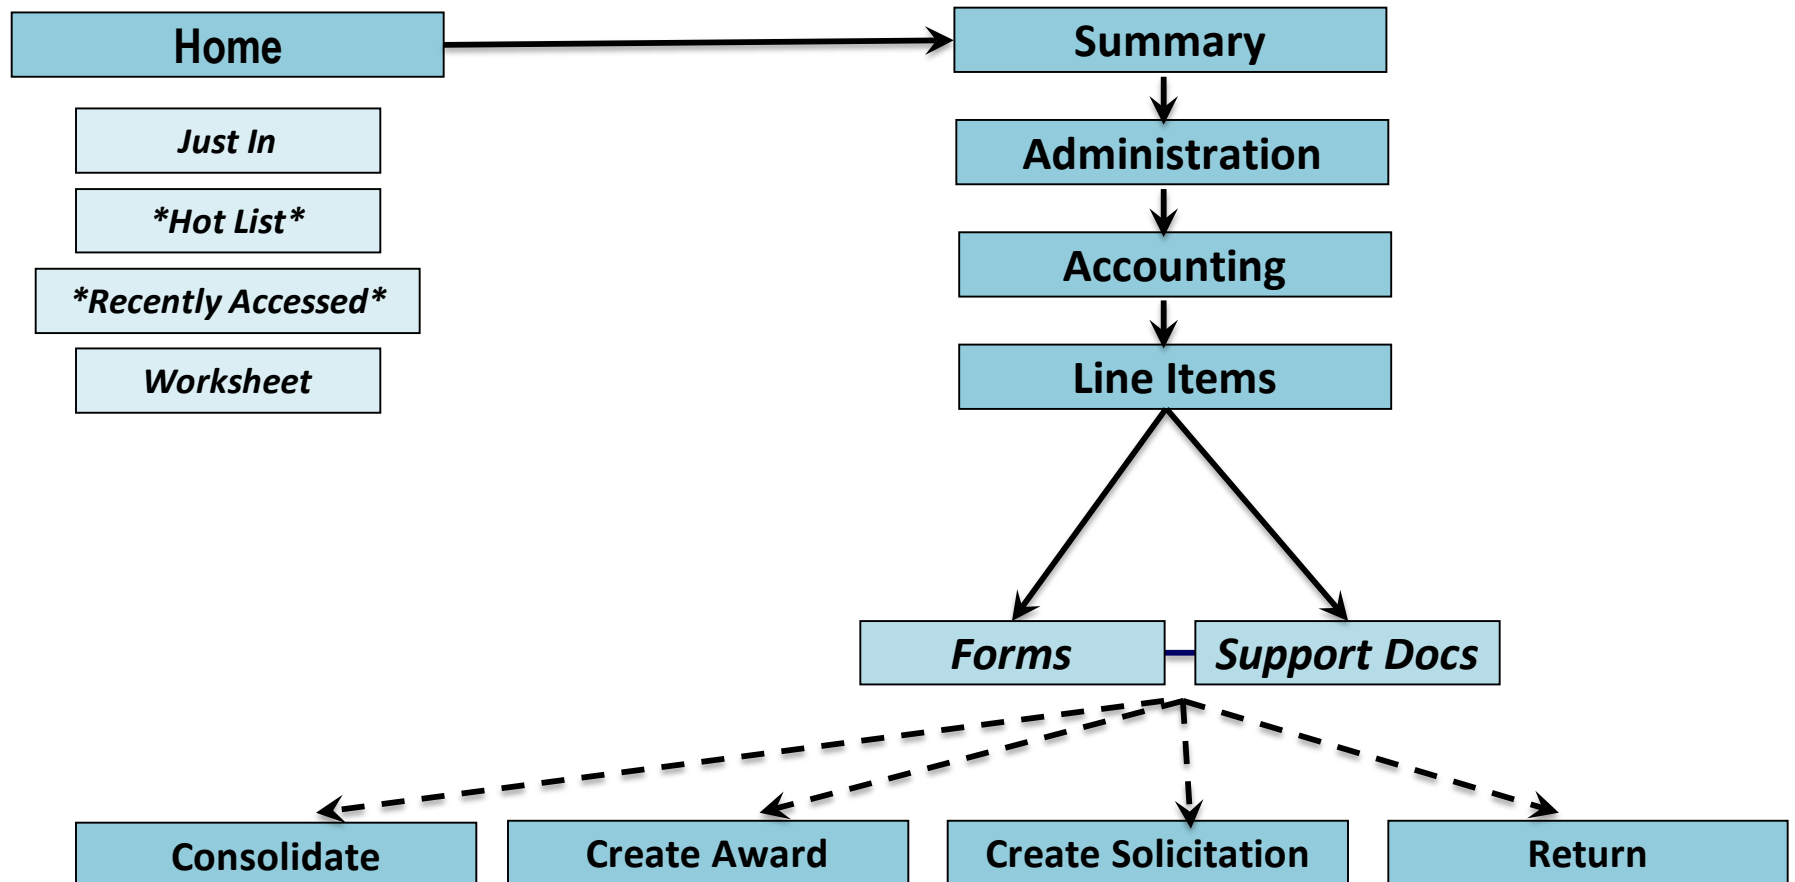 Home
Summary
Just In
Administration
*Hot List*
Accounting
*Recently Accessed*
Worksheet
Line Items
Forms
Support Docs
Consolidate
Create Award
Create Solicitation
Return